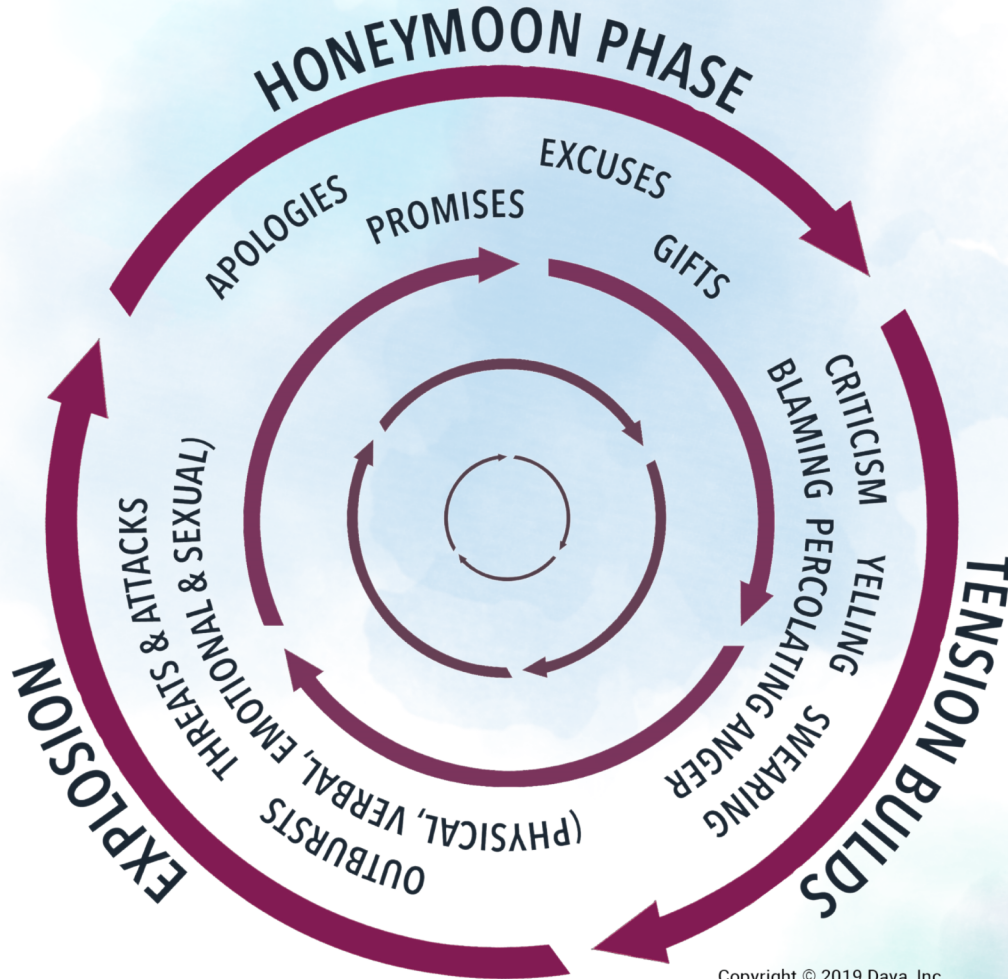 HONEYMOON PHASE
APOLOGIES
PROMISES
EXCUSES
GIFTS
CRITICISM
BLAMING
YELLING
PERCOLATING ANGER
SWEARING
TENSION BUILDS
OUTBURSTS
(PHYSICAL, VERBAL, EMOTIONAL & SEXUAL)
THREATS & ATTACKS
EXPLOSION
Copyright © 2019 Daya, Inc